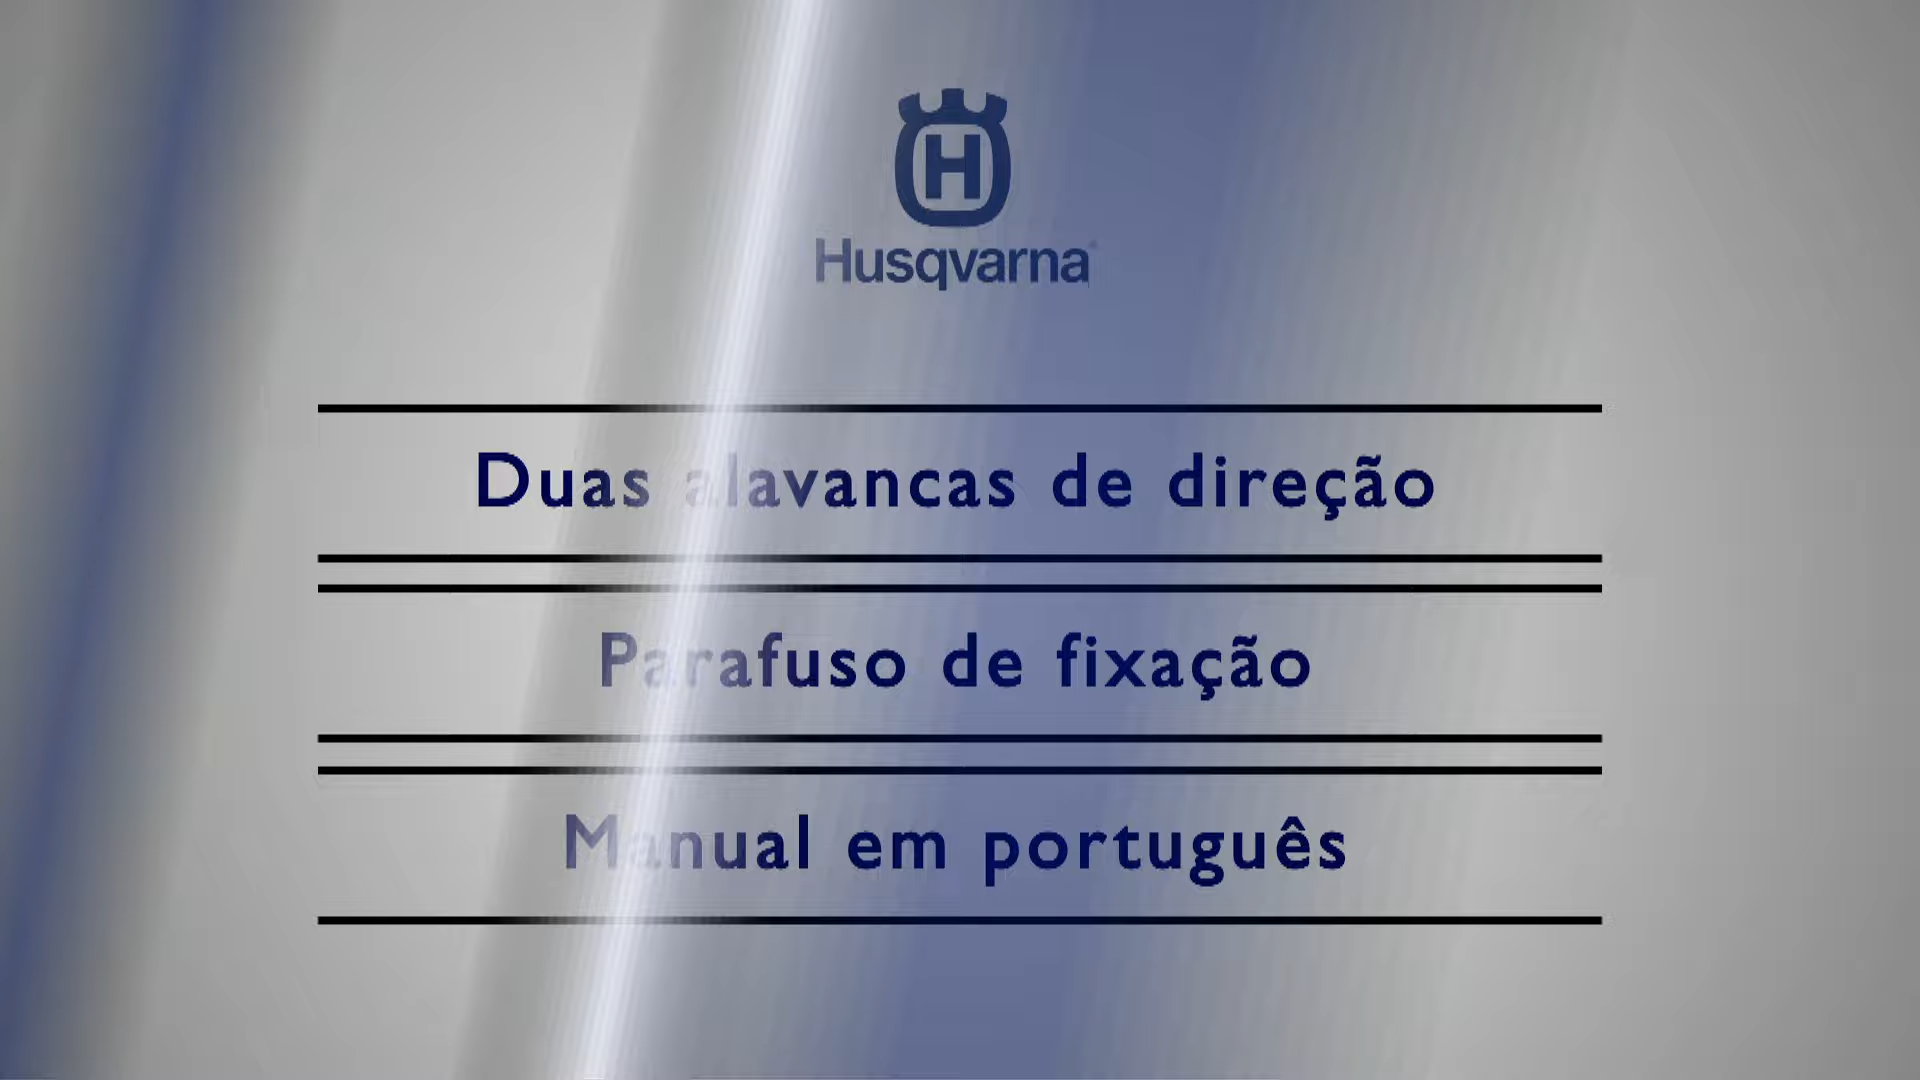 Husqvarna
Duas alavancas de direção
Parafuso de fixação
Manual em português